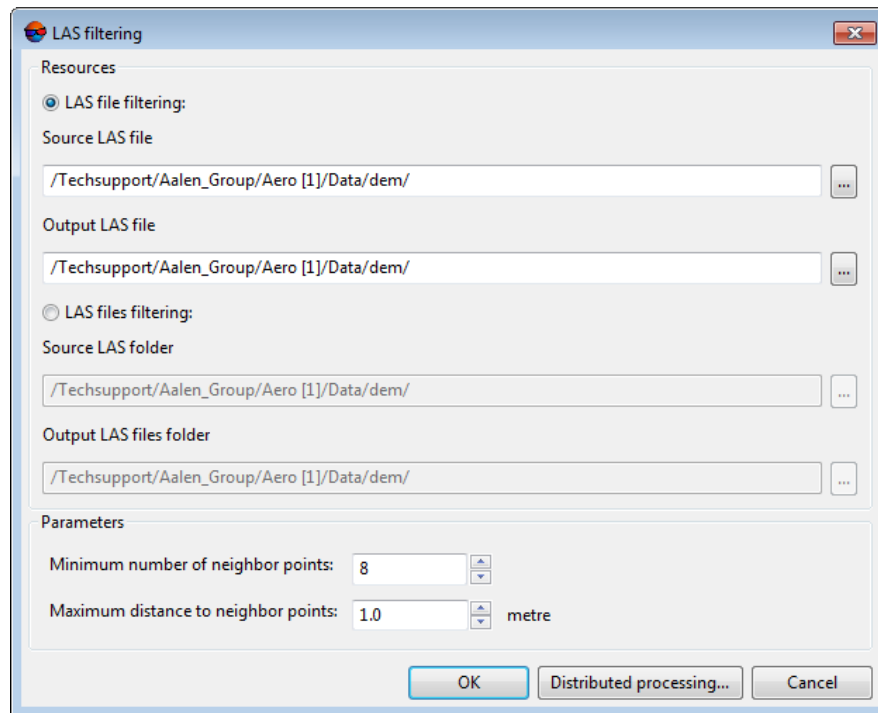 LAS filtering
Resources
LAS file filtering:
Source LAS file
/Techsupport/Aalen_Group/Aero [1]/Data/dem/
...
Output LAS file
/Techsupport/Aalen_Group/Aero [1]/Data/dem/
...
LAS files filtering:
Source LAS folder
/Techsupport/Aalen_Group/Aero [1]/Data/dem/
...
Output LAS files folder
/Techsupport/Aalen_Group/Aero [1]/Data/dem/
...
Parameters
Minimum number of neighbor points: 8
Maximum distance to neighbor points: 1.0 metre
OK Distributed processing... Cancel